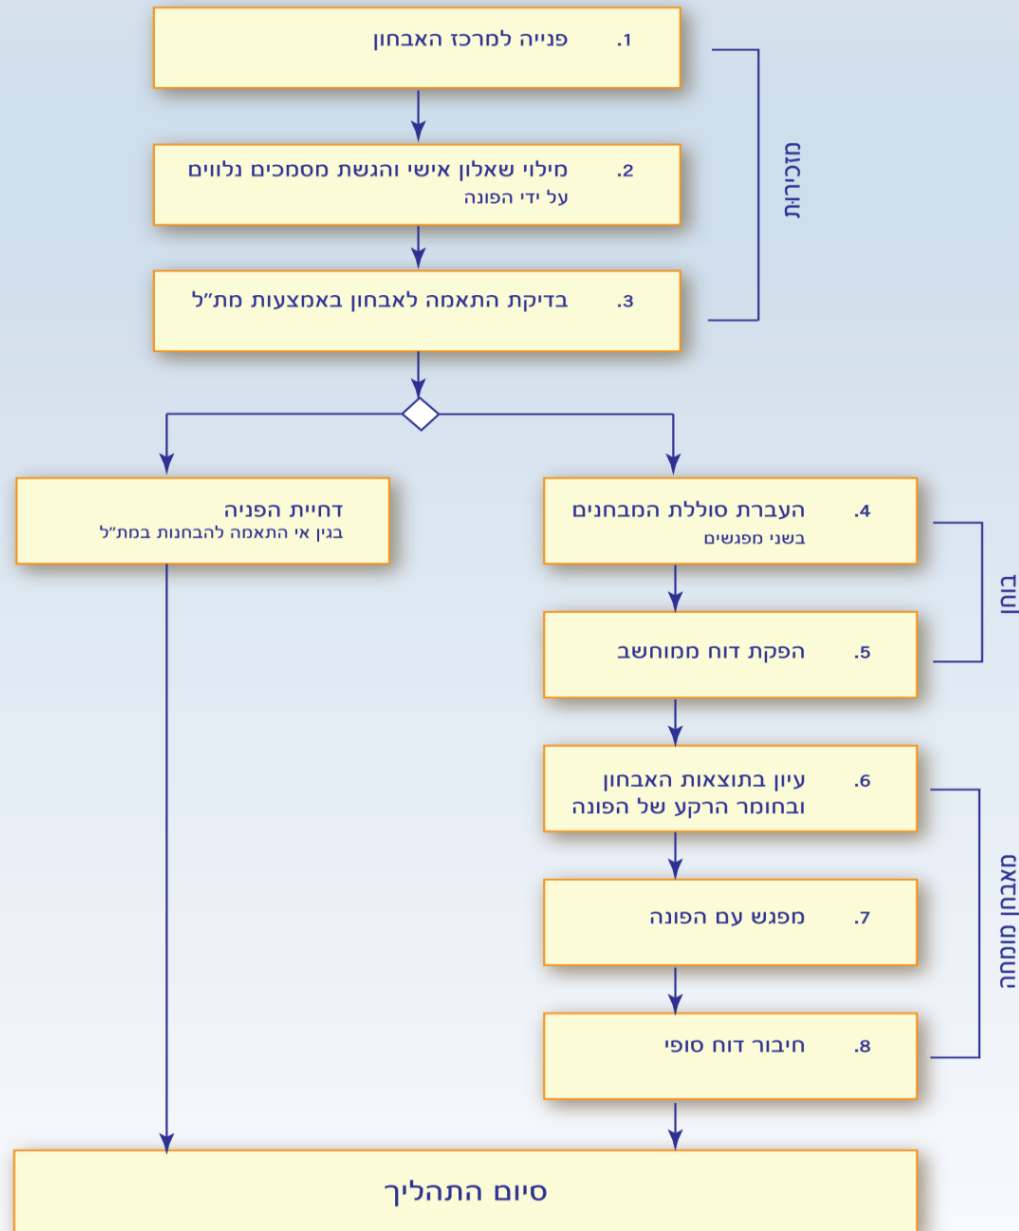 1. פנייה למרכז האבחון
2. מילוי שאלון אישי והגשת מסמכים נלווים
על ידי הפונה
3. בדיקת התאמה לאבחון באמצעות מת״ל
מזכירות
4. העברת סוללת המבחנים
בשני מפגשים
דחיית הפניה
בגין אי התאמה להבחנות במת״ל
5. הפקת דוח ממוחשב
בוחן
6. עיון בתוצאות האבחון
ובחומר הרקע של הפונה
7. מפגש עם הפונה
8. חיבור דוח סופי
מאבחן מומחה
סיום התהליך